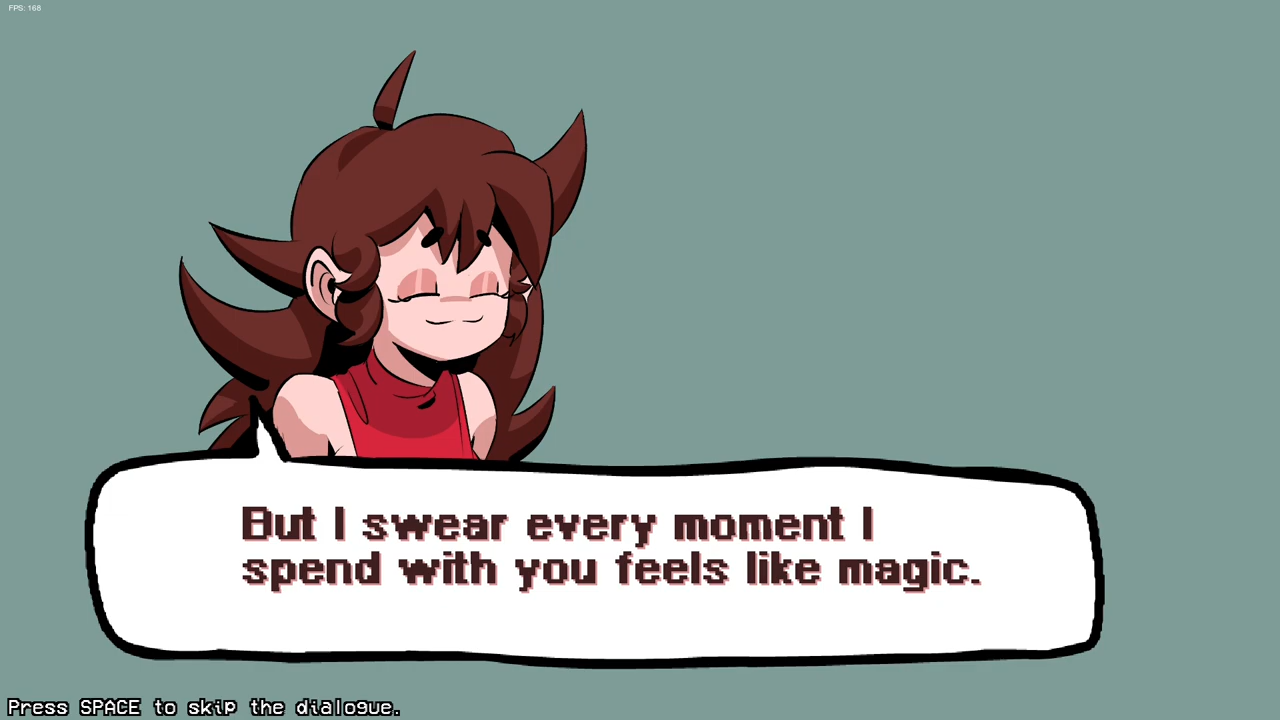 FPS: 168
But I swear every moment I
spend with you feels like magic.
Press SPACE to skip the dialogue.